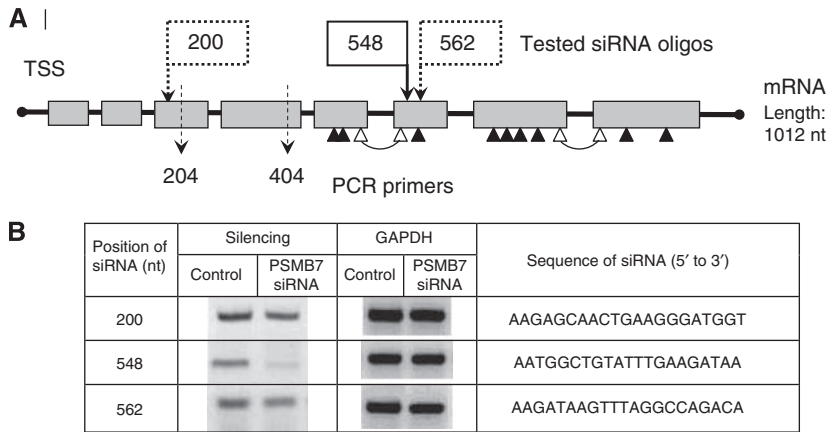 A
TSS
200
548
562
Tested siRNA oligos
mRNA
Length:
1012 nt
204
404
PCR primers
B
Position of
siRNA (nt)
Silencing
GAPDH
Sequence of siRNA (5′ to 3′)
Control
PSMB7
siRNA
Control
PSMB7
siRNA
200
AAGAGCAACTGAAGGGATGGT
548
AATGGCTGTATTTGAAGATAA
562
AAGATAAGTTTAGGCCAGACA